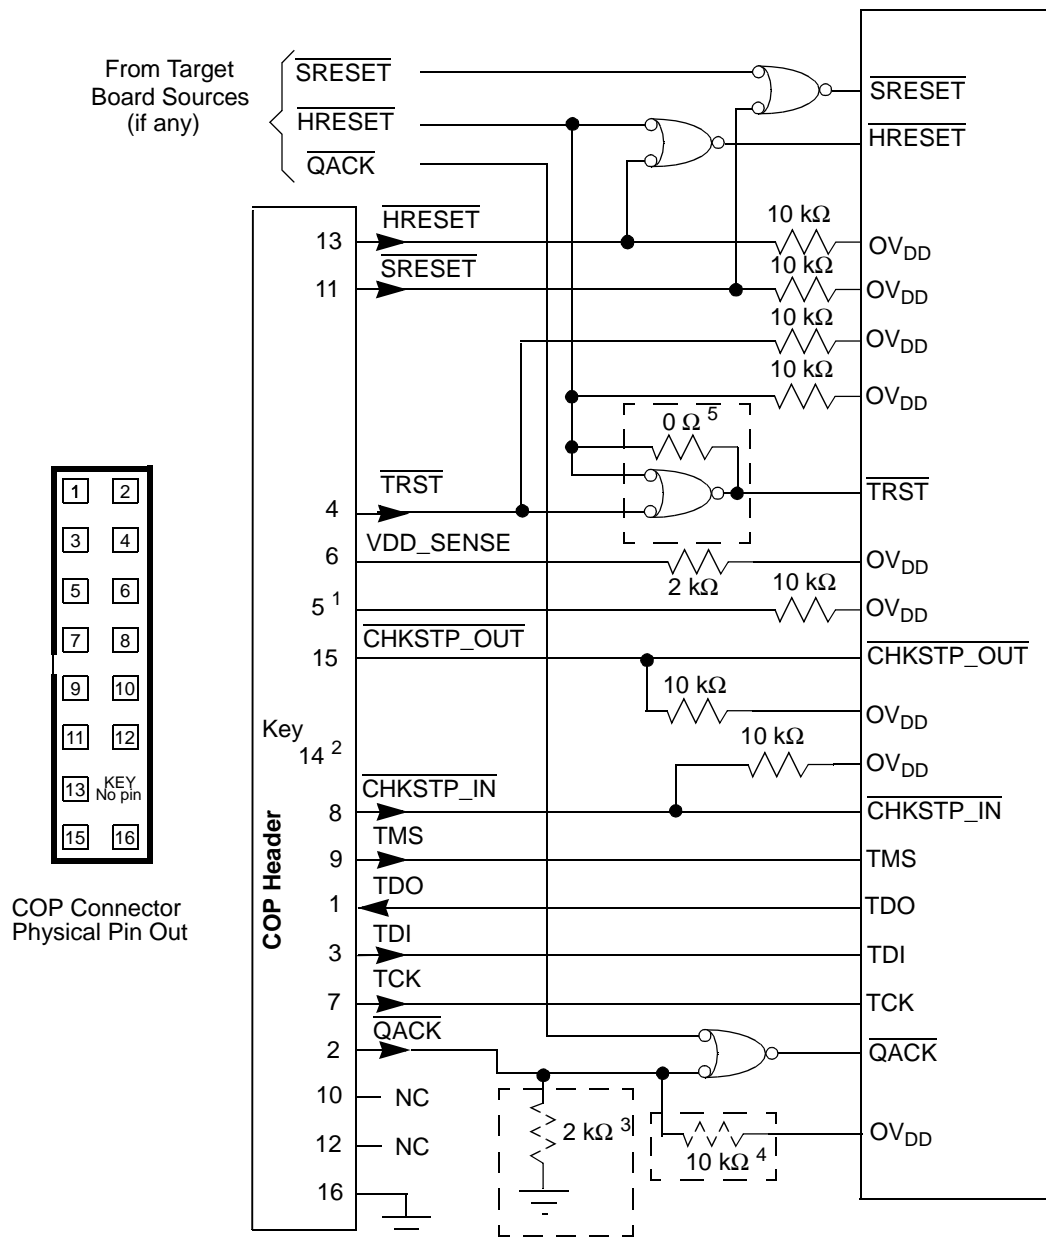 From Target
Board Sources
(if any)
SRESET
HRESET
QACK
SRESET
HRESET
13
HRESET
10 kΩ
OVDD
11
SRESET
10 kΩ
OVDD
10 kΩ
OVDD
10 kΩ
OVDD
0 Ω 5
4
TRST
TRST
6
VDD_SENSE
2 kΩ
OVDD
5 1
10 kΩ
OVDD
15
CHKSTP_OUT
CHKSTP_OUT
10 kΩ
OVDD
Key
14 2
10 kΩ
OVDD
8
CHKSTP_IN
CHKSTP_IN
9
TMS
TMS
1
TDO
TDO
3
TDI
TDI
7
TCK
TCK
2
QACK
QACK
10
NC
2 kΩ 3
10 kΩ 4
OVDD
12
NC
16
COP Header
1 2
3 4
5 6
7 8
9 10
11 12
13 KEY
No pin
15 16
COP Connector
Physical Pin Out